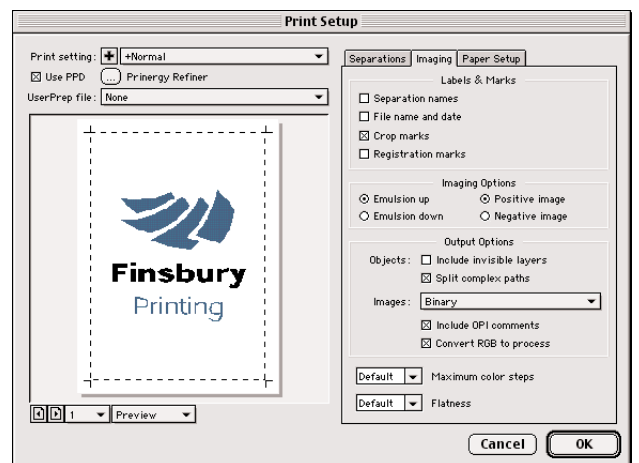 Print Setup
Print setting: +Normal
Use PPD ... Prinergy Refiner
UserPrep file: None
Finsbury
Printing
1 Preview
Separations Imaging Paper Setup
Labels & Marks
Separation names
File name and date
Crop marks
Registration marks
Imaging Options
Emulsion up Positive image
Emulsion down Negative image
Output Options
Objects: Include invisible layers
Split complex paths
Images: Binary
Include OPI comments
Convert RGB to process
Default Maximum color steps
Default Flatness
Cancel OK